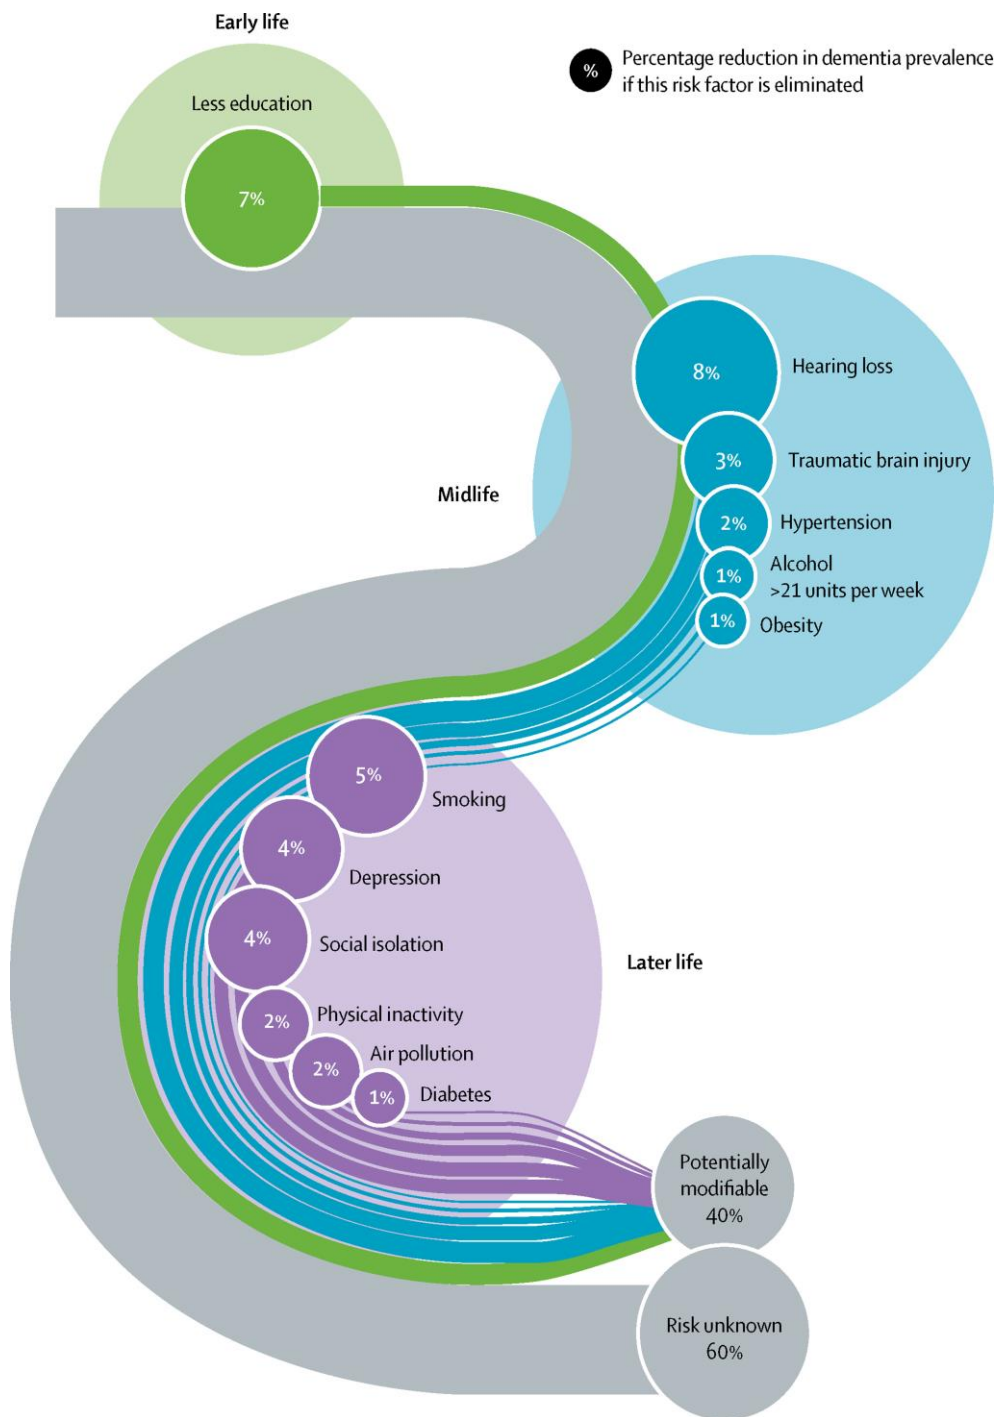 Early life
%
Percentage reduction in dementia prevalence
if this risk factor is eliminated
Less education
7%
8%
Hearing loss
3%
Traumatic brain injury
Midlife
2%
Hypertension
1%
Alcohol
>21 units per week
1%
Obesity
5%
Smoking
4%
Depression
4%
Social isolation
Later life
2%
Physical inactivity
2%
Air pollution
1%
Diabetes
Potentially
modifiable
40%
Risk unknown
60%